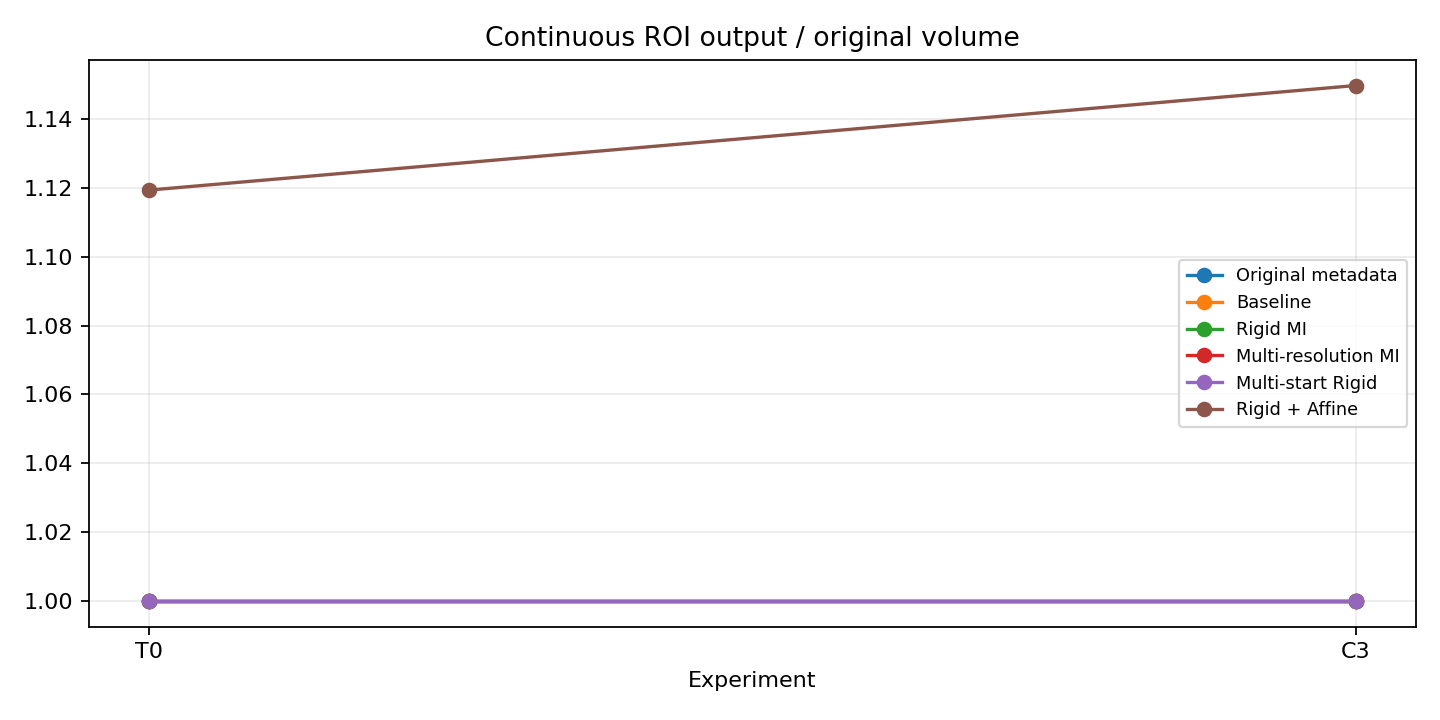 Continuous ROI output / original volume
1.14
1.12
1.10
1.08
1.06
1.04
1.02
1.00
Original metadata
Baseline
Rigid MI
Multi-resolution MI
Multi-start Rigid
Rigid + Affine
T0
C3
Experiment